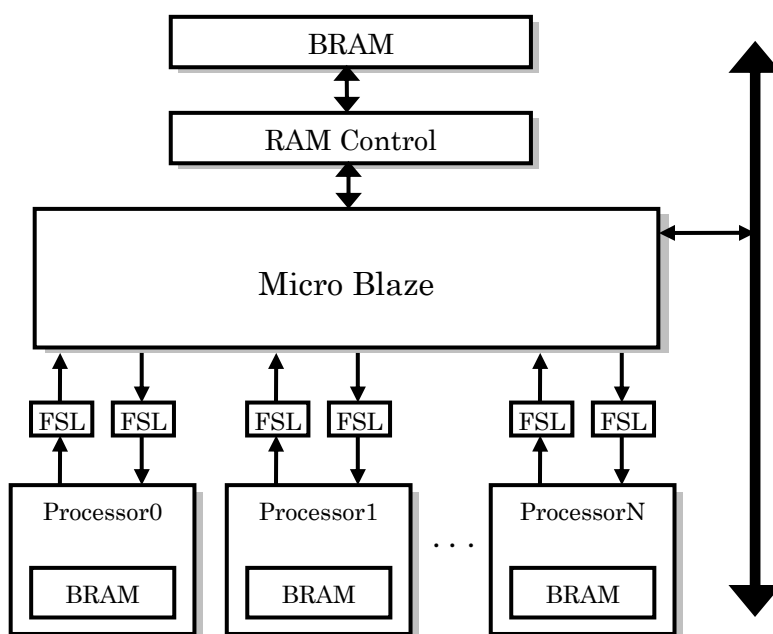 BRAM
RAM Control
Micro Blaze
FSL FSL FSL FSL FSL FSL
Processor0 Processor1 ProcessorN
. . .
BRAM BRAM BRAM